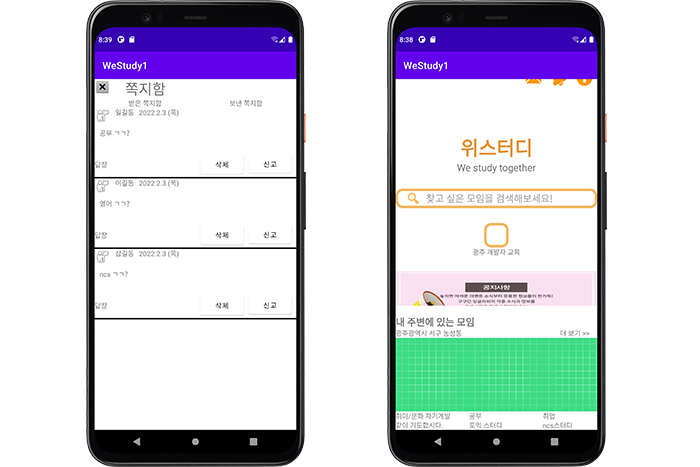 8:39
WeStudy1
쪽지함
받은 쪽지함 보낸 쪽지함
일길동 2022.2.3 (목)
공부 ㄱㄱ?
답장 삭제 신고
이길동 2022.2.3 (목)
영어 ㄱㄱ?
답장 삭제 신고
삼길동 2022.2.3 (목)
ncs ㄱㄱ?
답장 삭제 신고
8:38
WeStudy1
위스터디
We study together
찾고 싶은 모임을 검색해보세요!
광주 개발자 교육
공지사항
내 주변에 있는 모임
광주광역시 서구 농성동 더 보기 >>
취미/문화 자기계발 공부 취업
같이 기도합시다. 토익 스터디 ncs스터디